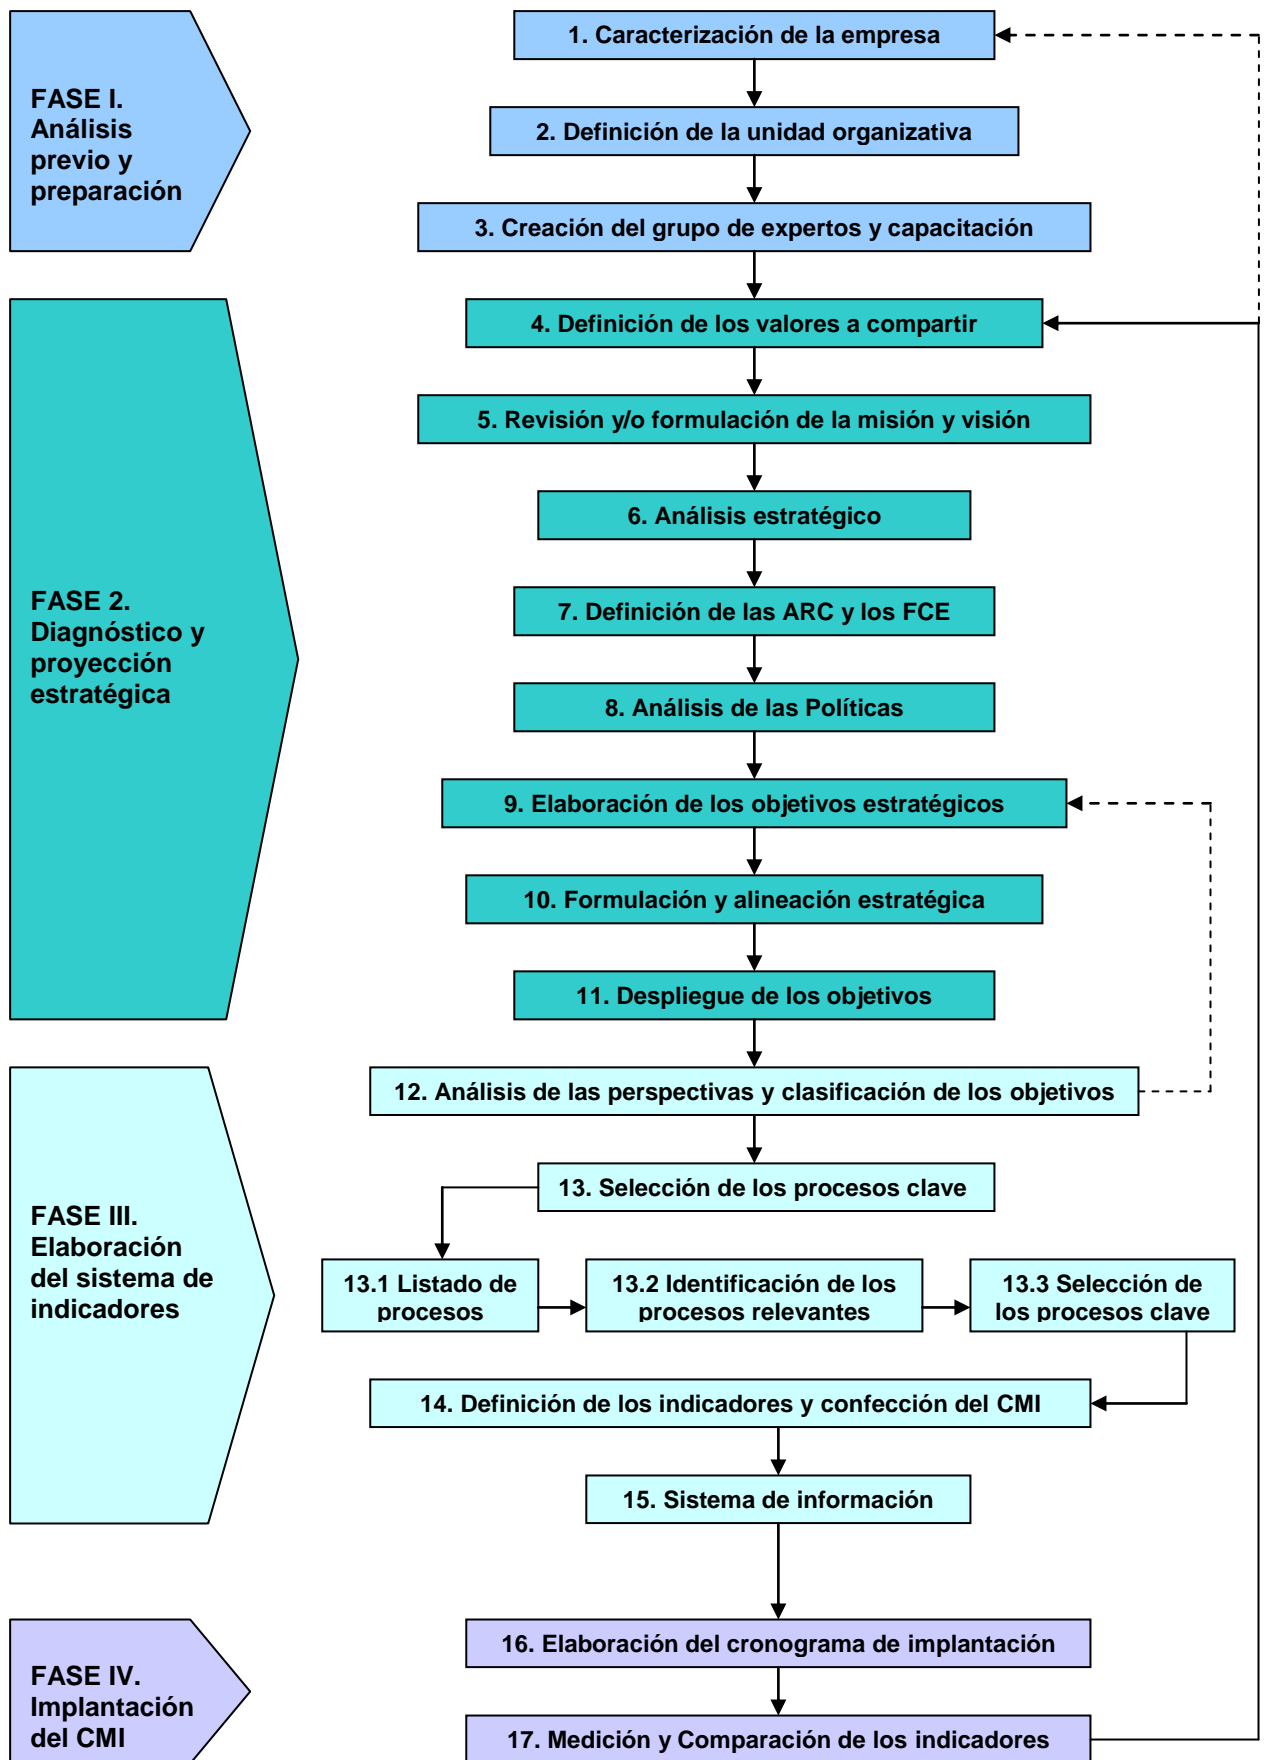 FASE I.
Análisis
previo y
preparación
1. Caracterización de la empresa
2. Definición de la unidad organizativa
3. Creación del grupo de expertos y capacitación
FASE 2.
Diagnóstico y
proyección
estratégica
4. Definición de los valores a compartir
5. Revisión y/o formulación de la misión y visión
6. Análisis estratégico
7. Definición de las ARC y los FCE
8. Análisis de las Políticas
9. Elaboración de los objetivos estratégicos
10. Formulación y alineación estratégica
11. Despliegue de los objetivos
FASE III.
Elaboración
del sistema de
indicadores
12. Análisis de las perspectivas y clasificación de los objetivos
13. Selección de los procesos clave
13.1 Listado de
procesos
13.2 Identificación de los
procesos relevantes
13.3 Selección de
los procesos clave
14. Definición de los indicadores y confección del CMI
15. Sistema de información
FASE IV.
Implantación
del CMI
16. Elaboración del cronograma de implantación
17. Medición y Comparación de los indicadores